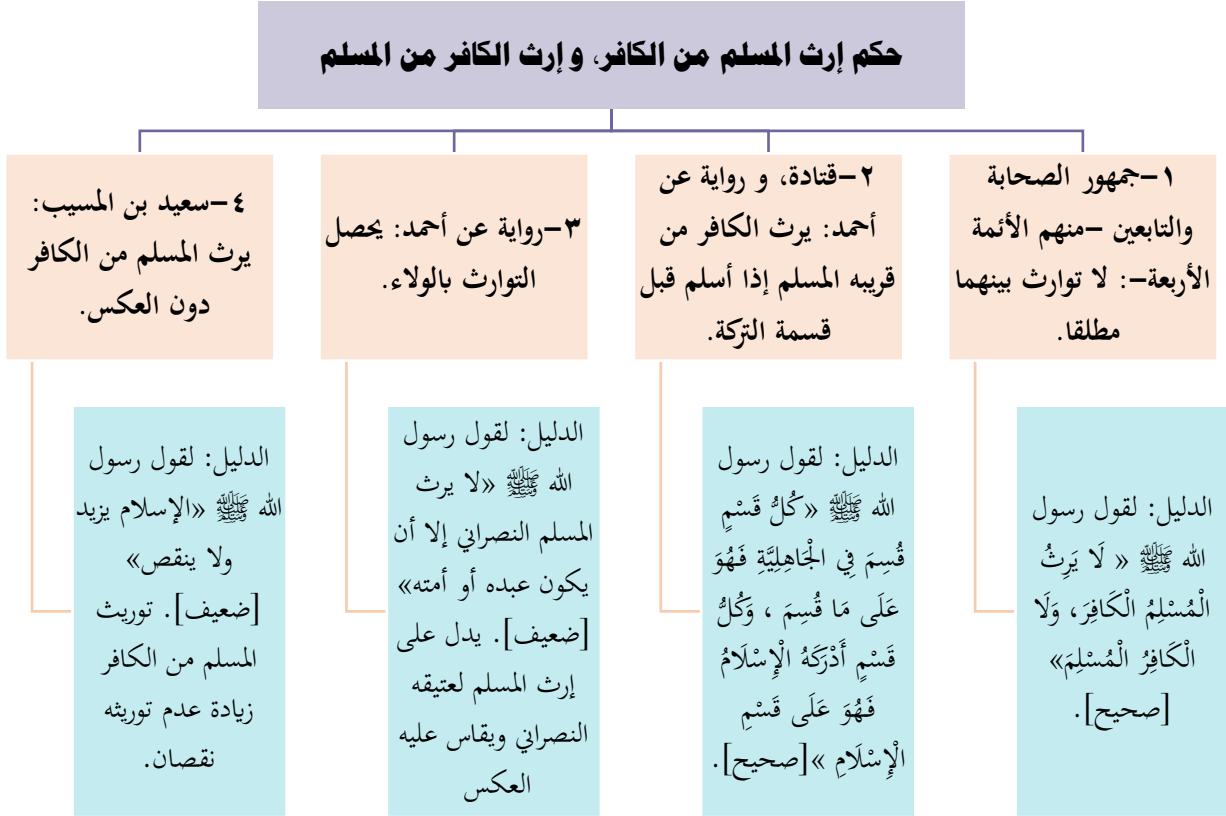 حكم إرث المسلم من الكافر، و إرث الكافر من المسلم
١-جمهور الصحابة
والتابعين -منهم الأئمة
الأربعة-: لا توارث بينهما
مطلقا.
٢-قتادة، و رواية عن
أحمد: يرث الكافر من
قريبه المسلم إذا أسلم قبل
قسمة التركة.
٣-رواية عن أحمد: يحصل
التوارث بالولاء.
٤-سعيد بن المسيب:
يرث المسلم من الكافر
دون العكس.
الدليل: لقول رسول
الله ﷺ « لَا يَرِثُ
الْمُسْلِمُ الْكَافِرَ، وَلَا
الْكَافِرُ الْمُسْلِمَ»
[صحيح].
الدليل: لقول رسول
الله ﷺ «كُلُّ قَسْمٍ
قُسِمَ فِي الْجَاهِلِيَّةِ فَهُوَ
عَلَى مَا قُسِمَ ، وَكُلُّ
قَسْمٍ أَدْرَكَهُ الْإِسْلَامُ
فَهُوَ عَلَى قَسْمِ
الْإِسْلَامِ »[صحيح].
الدليل: لقول رسول
الله ﷺ «لا يرث
المسلم النصراني إلا أن
يكون عبده أو أمته»
[ضعيف]. يدل على
إرث المسلم لعتيقه
النصراني ويقاس عليه
العكس
الدليل: لقول رسول
الله ﷺ «الإسلام يزيد
ولا ينقص»
[ضعيف]. توريث
المسلم من الكافر
زيادة عدم توريثه
نقصان.